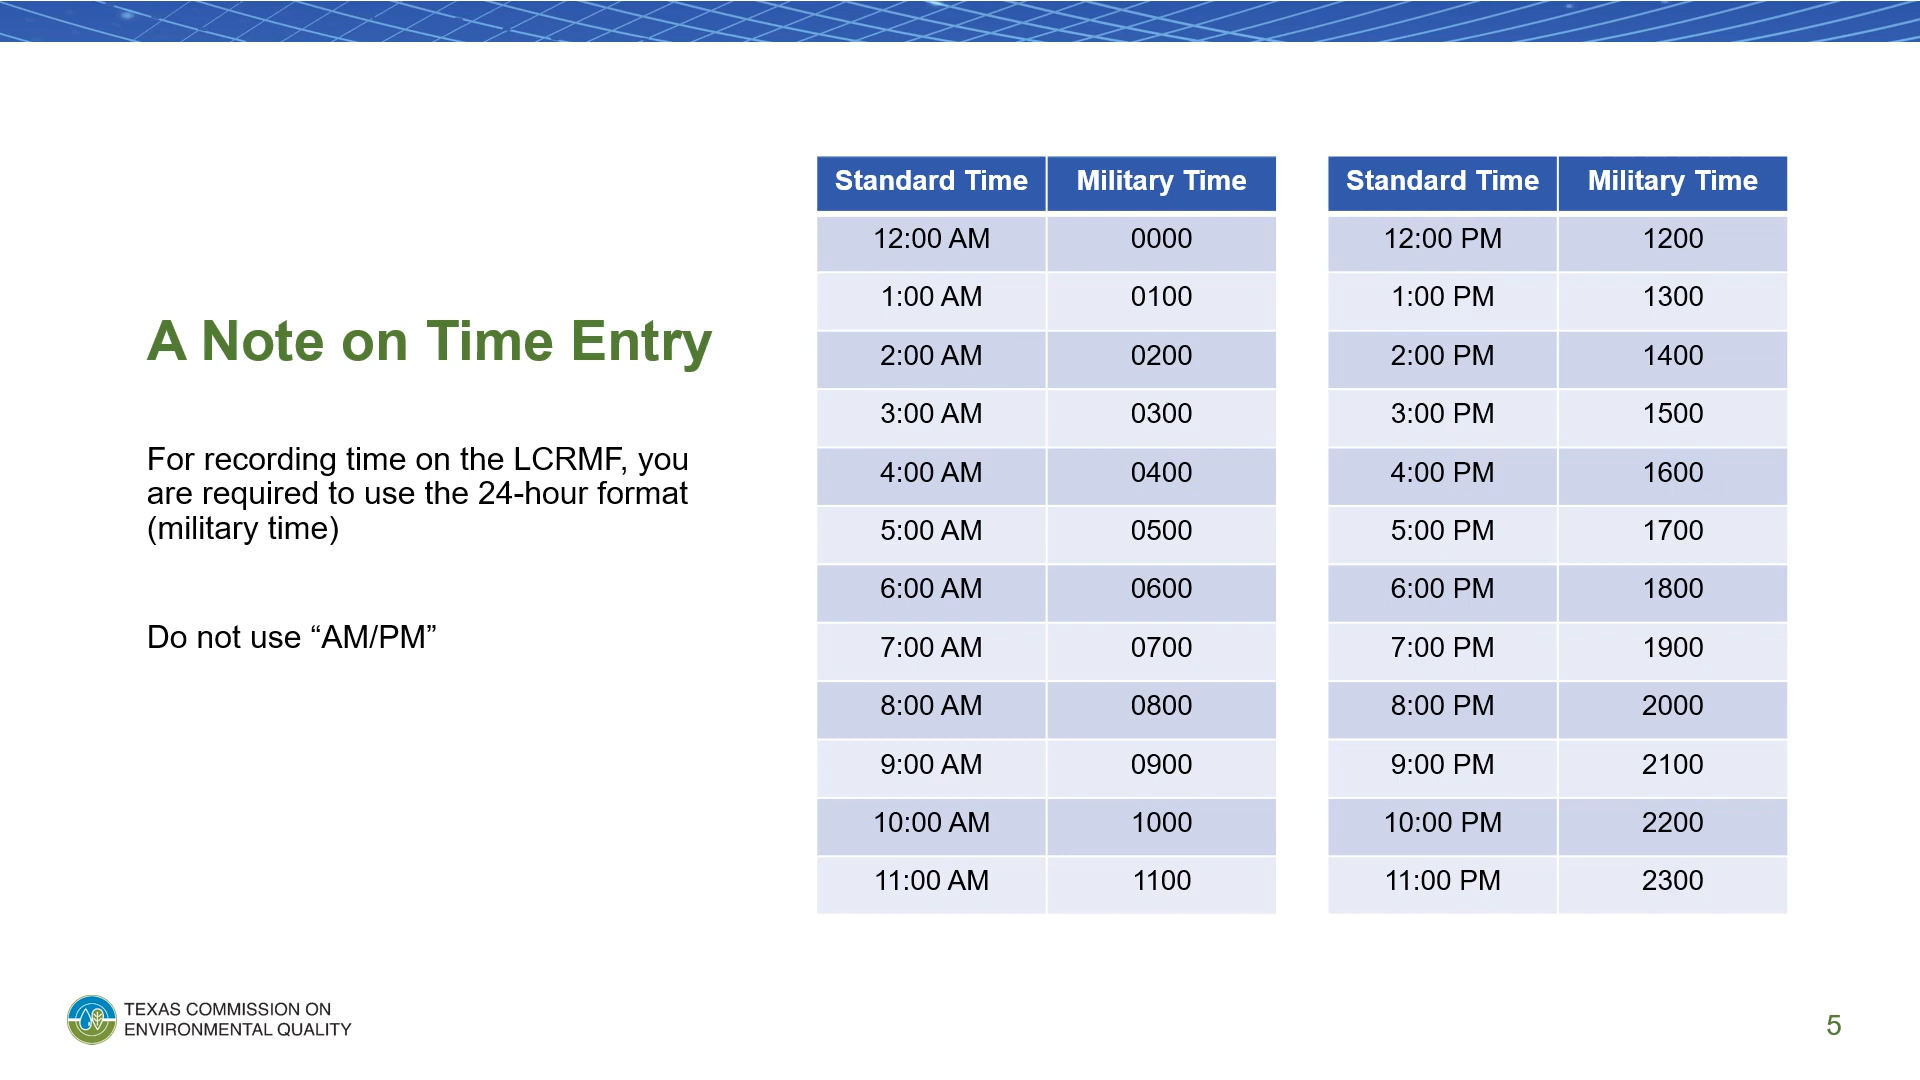 A Note on Time Entry
For recording time on the LCRMF, you
are required to use the 24-hour format
(military time)
Do not use “AM/PM”
Standard Time Military Time
12:00 AM 0000
1:00 AM 0100
2:00 AM 0200
3:00 AM 0300
4:00 AM 0400
5:00 AM 0500
6:00 AM 0600
7:00 AM 0700
8:00 AM 0800
9:00 AM 0900
10:00 AM 1000
11:00 AM 1100
Standard Time Military Time
12:00 PM 1200
1:00 PM 1300
2:00 PM 1400
3:00 PM 1500
4:00 PM 1600
5:00 PM 1700
6:00 PM 1800
7:00 PM 1900
8:00 PM 2000
9:00 PM 2100
10:00 PM 2200
11:00 PM 2300
TEXAS COMMISSION ON
ENVIRONMENTAL QUALITY
5